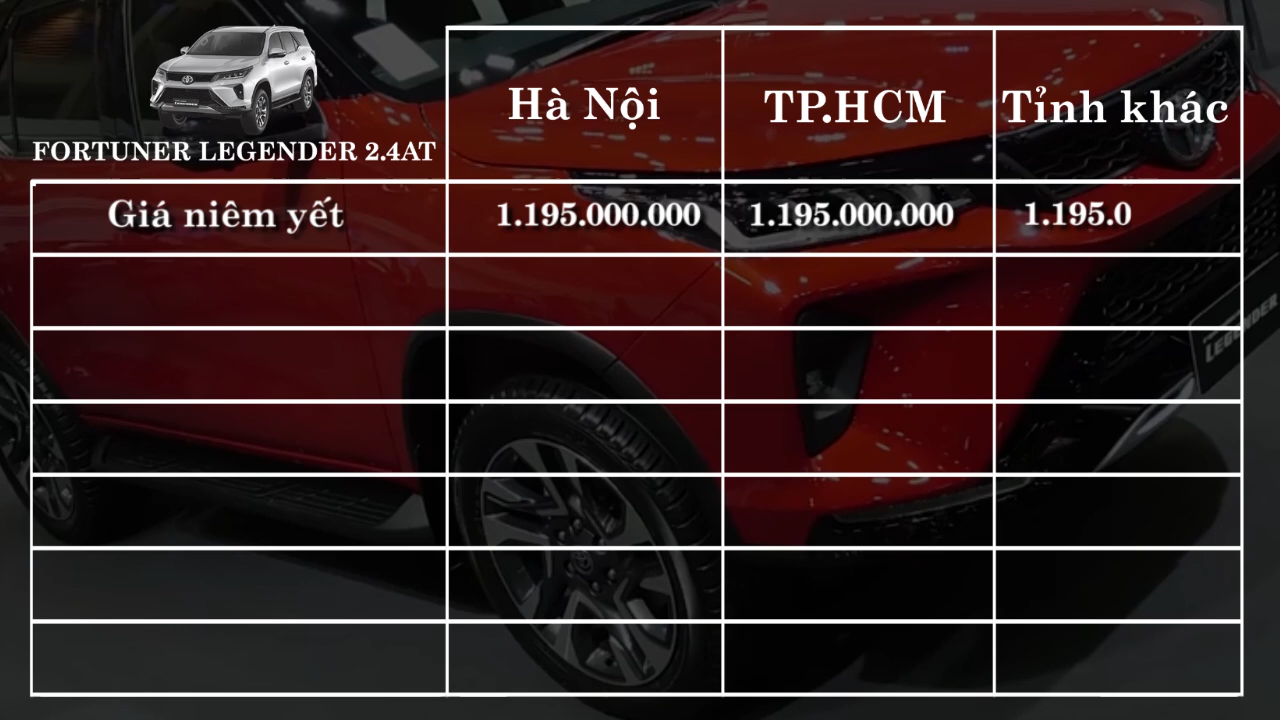 Hà Nội
TP.HCM
Tỉnh khác
FORTUNER LEGENDER 2.4AT
Giá niêm yết
1.195.000.000
1.195.000.000
1.195.0
LEGENDER